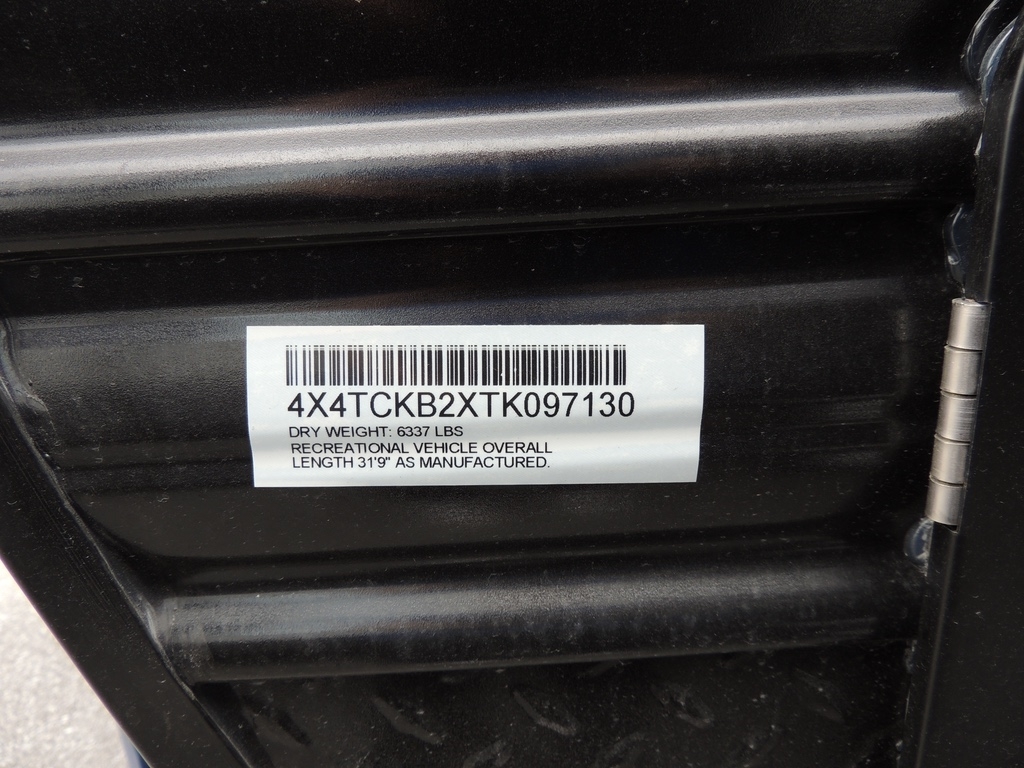 4X4TCKB2XTK097130
DRY WEIGHT: 6337 LBS
RECREATIONAL VEHICLE OVERALL
LENGTH 31'9" AS MANUFACTURED.